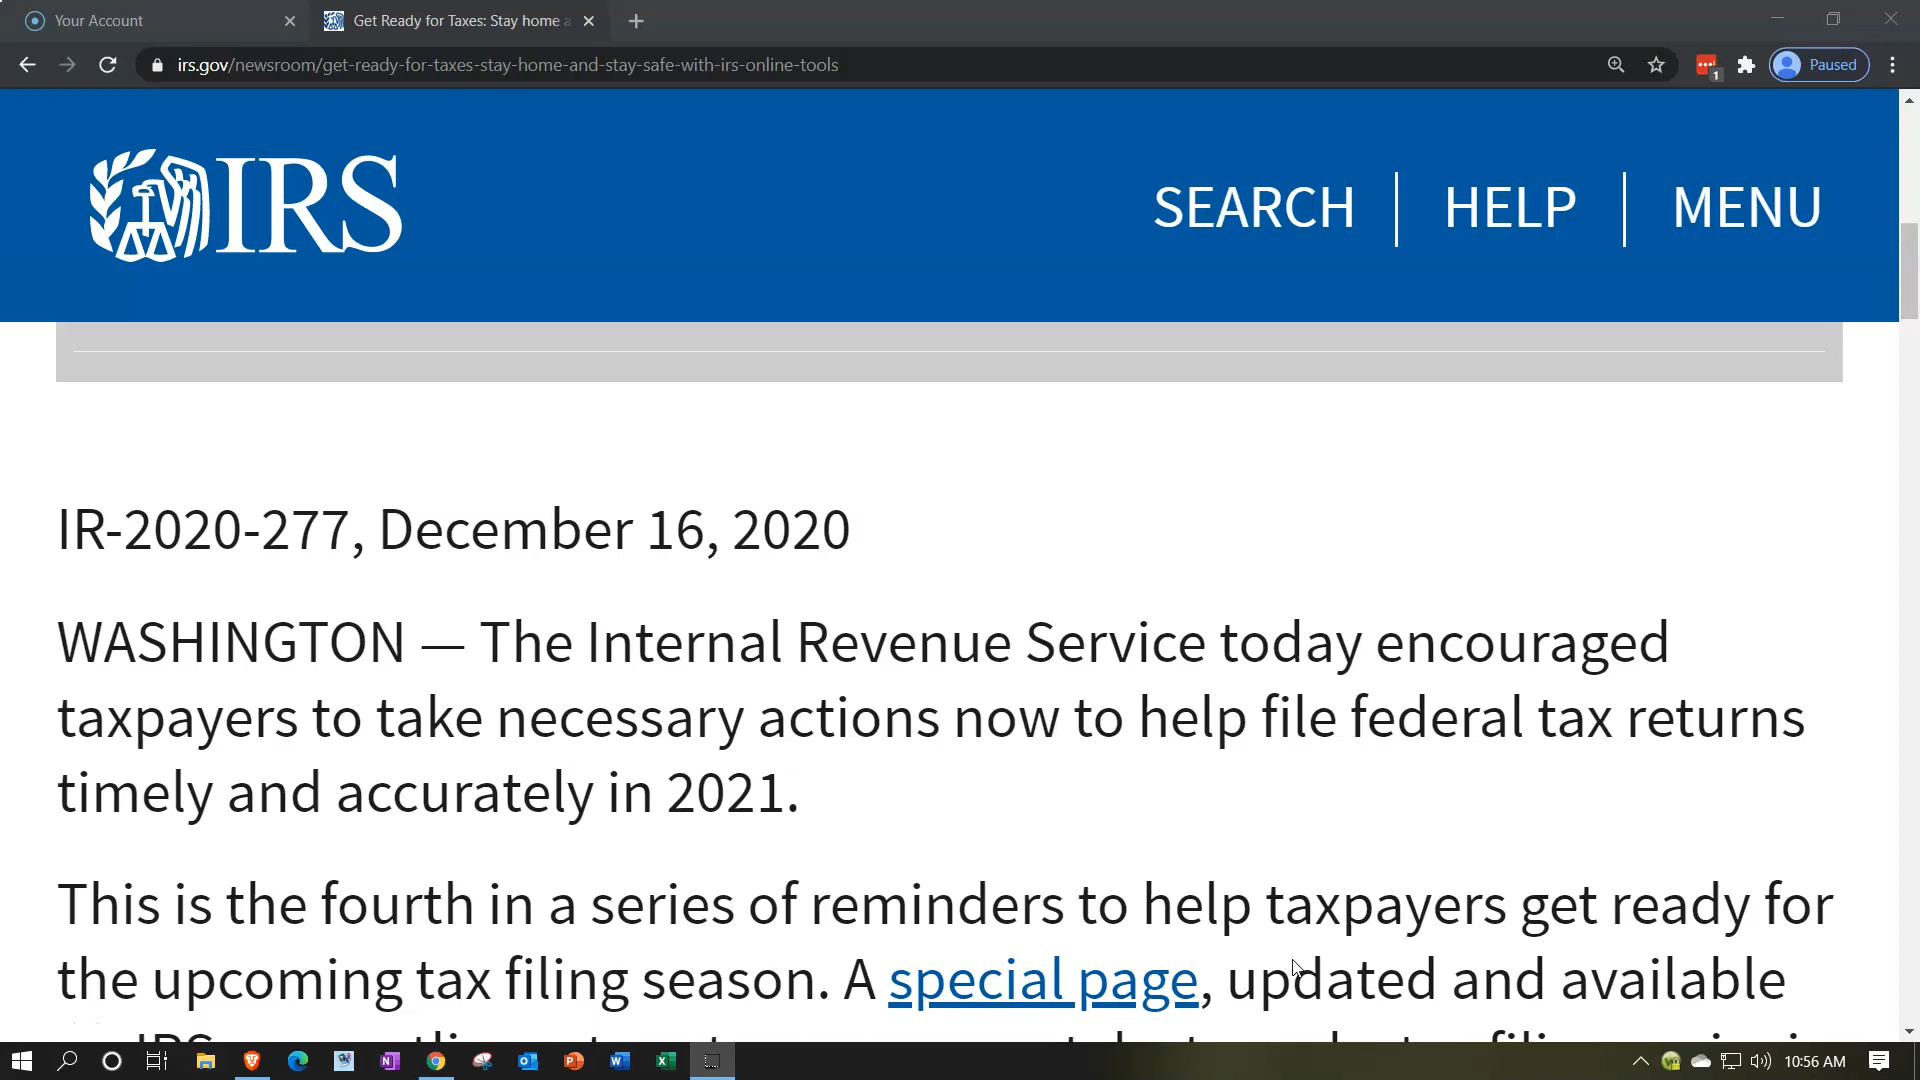 Your Account
Get Ready for Taxes: Stay home a
irs.gov/newsroom/get-ready-for-taxes-stay-home-and-stay-safe-with-irs-online-tools
1
Paused
IRS
SEARCH
HELP
MENU
IR-2020-277, December 16, 2020
WASHINGTON — The Internal Revenue Service today encouraged
taxpayers to take necessary actions now to help file federal tax returns
timely and accurately in 2021.
This is the fourth in a series of reminders to help taxpayers get ready for
the upcoming tax filing season. A special page, updated and available
10:56 AM